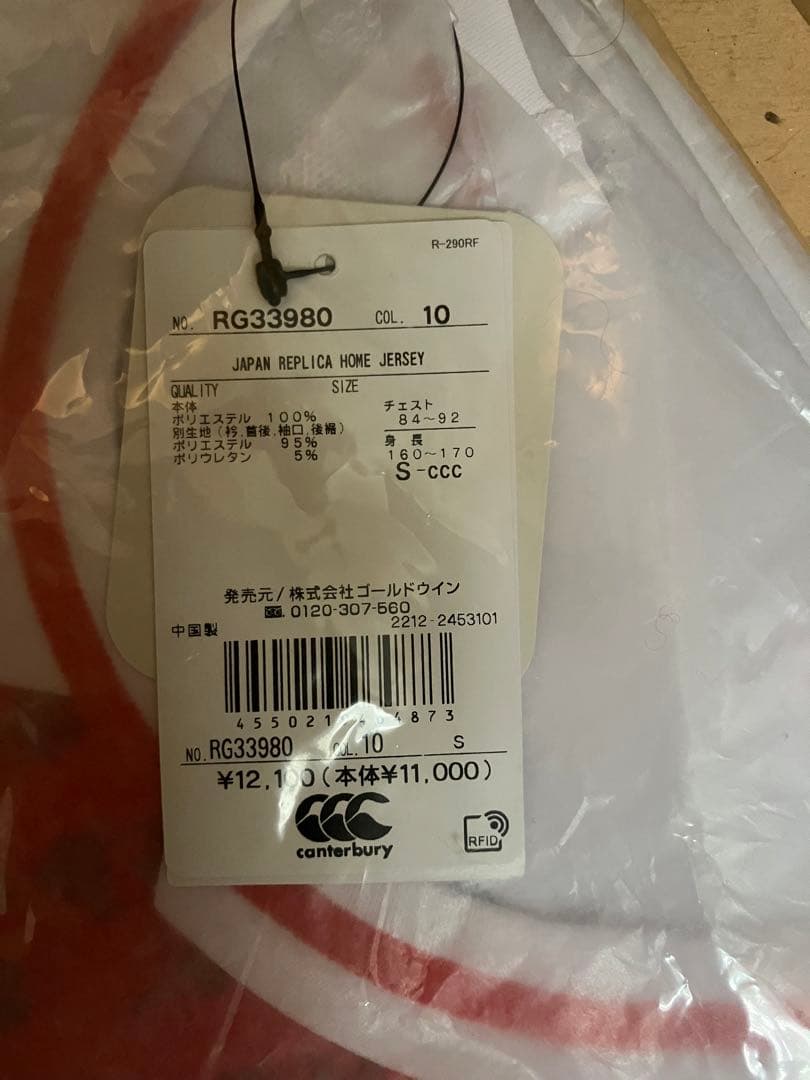 R-290RF
NO. RG33980 COL. 10
JAPAN REPLICA HOME JERSEY
QUALITY SIZE
本体
ポリエステル 100%
別生地(衿,首後,袖口,後裾)
ポリエステル 95%
ポリウレタン 5%
チェスト
84~92
身長
160~170
S-CCC
発売元/株式会社ゴールドウイン
0120-307-560
中国製 2212-2453101
NO. RG33980 COL. 10 S
¥12,100(本体¥11,000)
canterbury
RFID